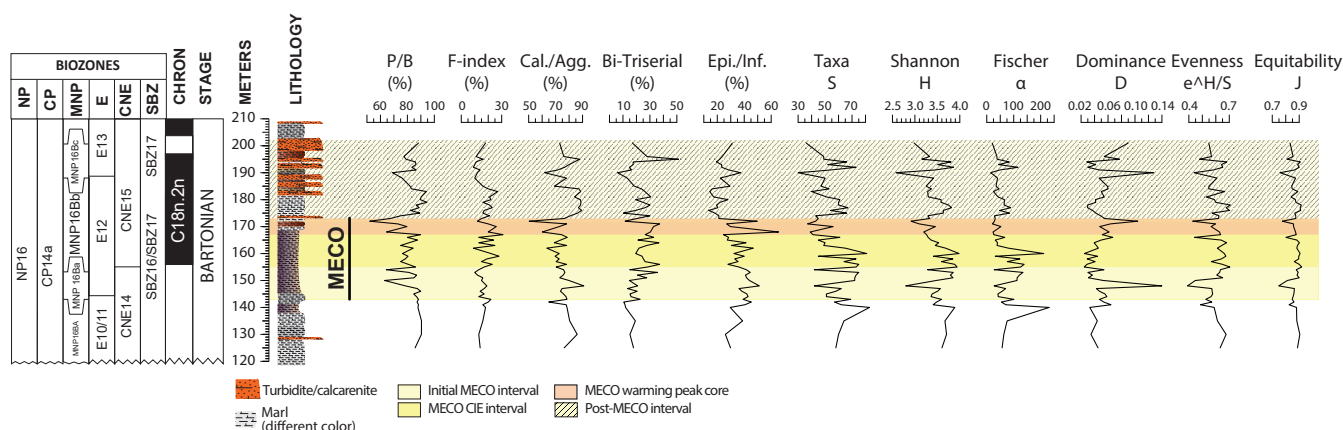 BIOZONES
NP CP MNP E CNE SBZ CHRON STAGE METERS LITHOLOGY
P/B F-index Cal./Agg. Bi-Triserial Epi./Inf. Taxa Shannon Fischer Dominance Evenness Equitability
(%) (%) (%) (%) (%) S H α D e^H/S J
60 80 100 0 30 50 70 90 10 30 50 20 40 60 30 50 70 2.5 3.0 3.5 4.0 0 100 200 0.02 0.06 0.10 0.14 0.4 0.7 0.7 0.9
210
200
190
180
170
160
150
140
130
120
NP16
CP14a
MNP16Bc
MNP16Bb
MNP 16Ba
MNP16BA
E13
E12
E10/11
CNE15
CNE14
SBZ17
SBZ16/SBZ17
C18n.2n
BARTONIAN
MECO
Turbidite/calcarenite Initial MECO interval MECO warming peak core
Marl MECO CIE interval Post-MECO interval
(different color)